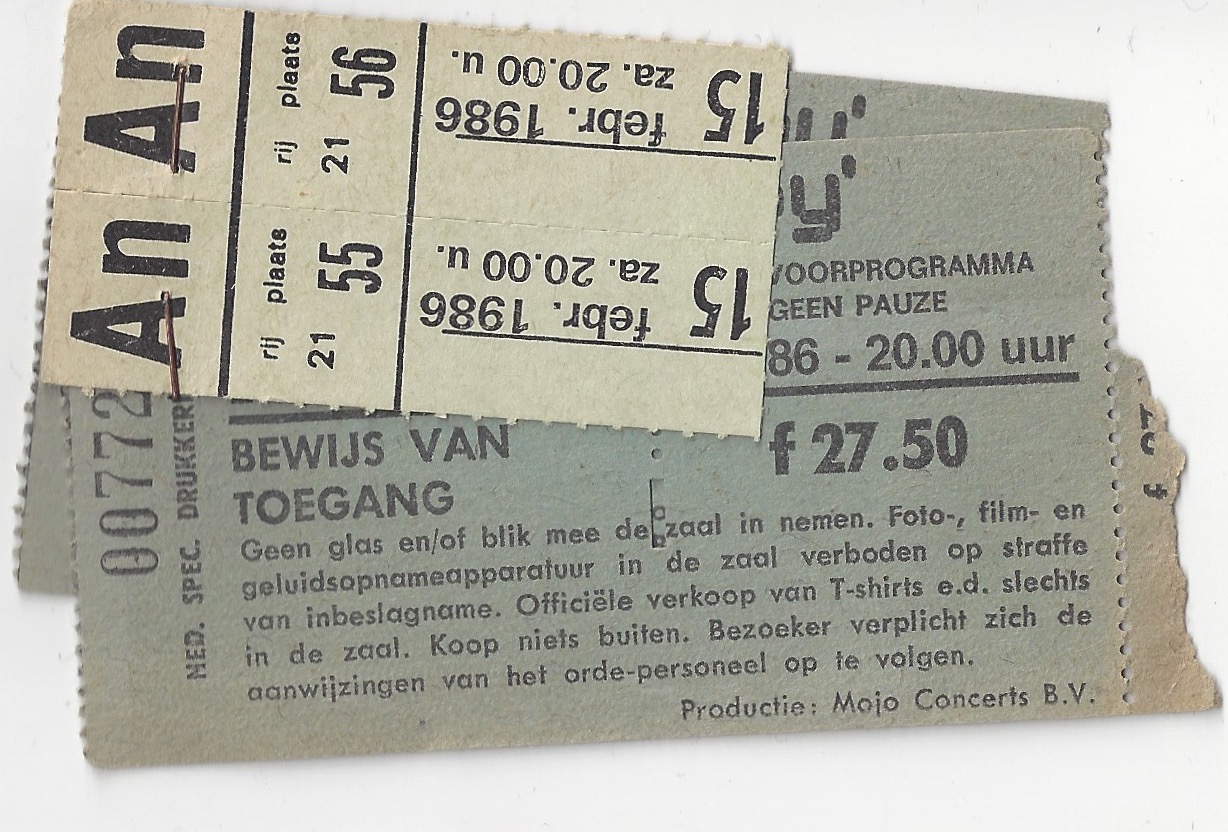 An An
rij plaats
21 56
rij plaats
21 55
15 febr. 1986
za. 20.00 u.
15 febr. 1986
za. 20.00 u.
VOORPROGRAMMA
GEEN PAUZE
86 - 20.00 uur
00772
NED. SPEC. DRUKKERI
BEWIJS VAN
TOEGANG
f 27.50
Geen glas en/of blik mee de zaal in nemen. Foto-, film- en
geluidsopnameapparatuur in de zaal verboden op straffe
van inbeslagname. Officiële verkoop van T-shirts e.d. slechts
in de zaal. Koop niets buiten. Bezoeker verplicht zich de
aanwijzingen van het orde-personeel op te volgen.
Productie: Mojo Concerts B.V.